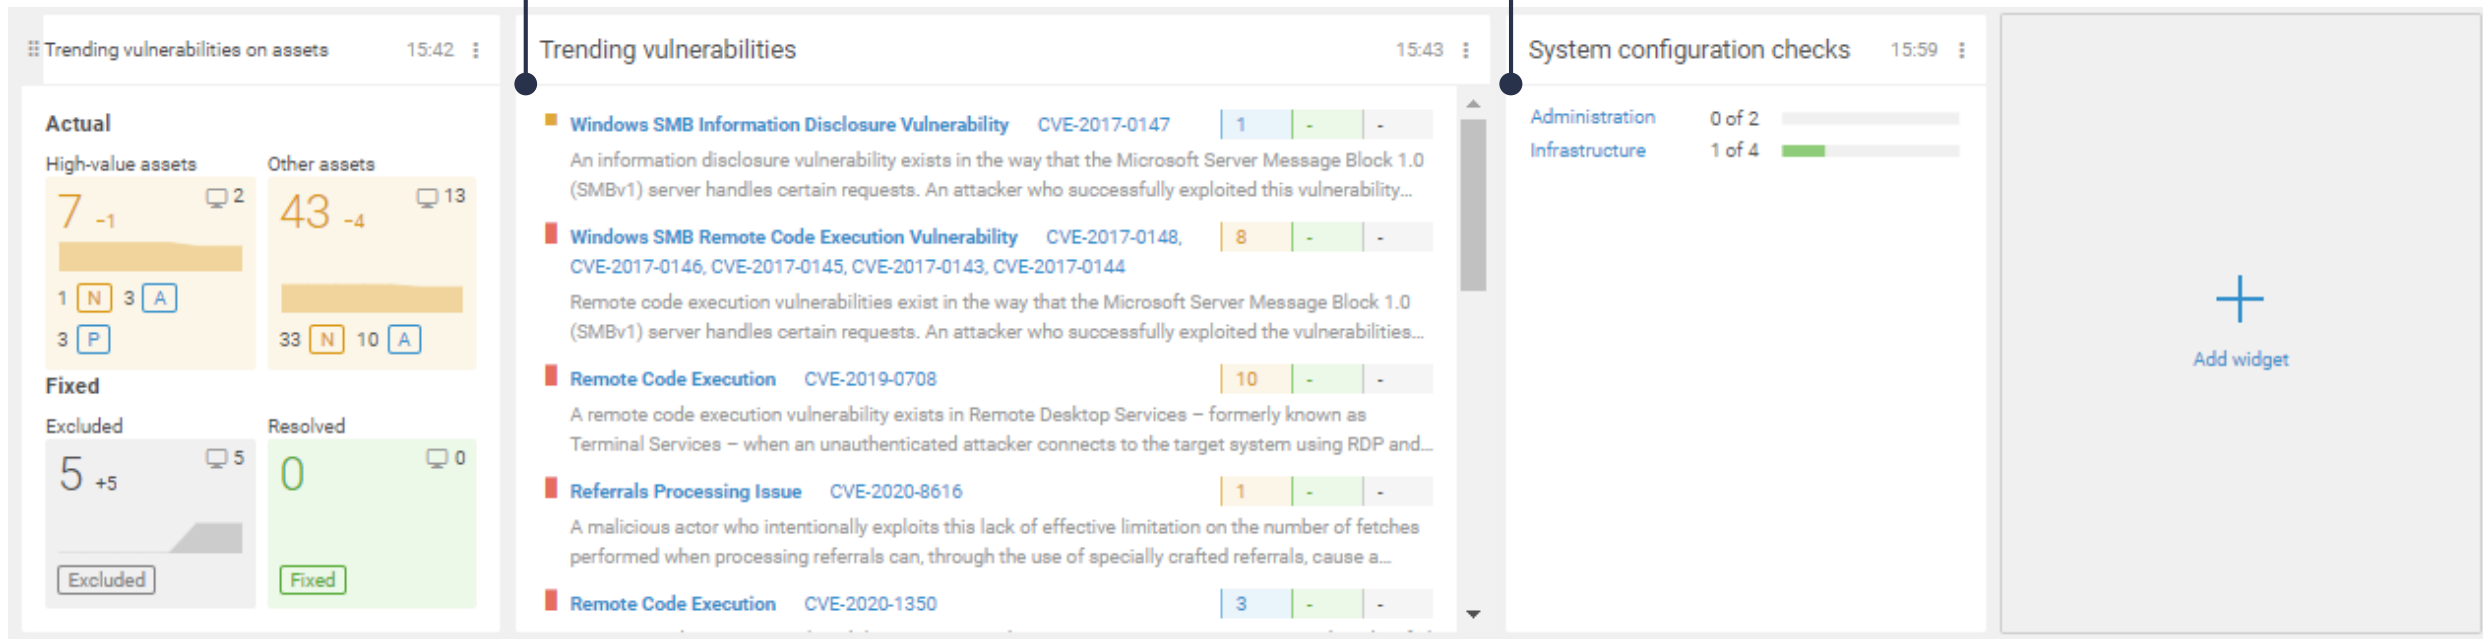 Trending vulnerabilities on assets 15:42
Actual
High-value assets Other assets
7 -1 2 43 -4 13
1 N 3 A
3 P 33 N 10 A
Fixed
Excluded Resolved
5 +5 5 0 0
Excluded Fixed
Trending vulnerabilities 15:43
Windows SMB Information Disclosure Vulnerability CVE-2017-0147 1 - -
An information disclosure vulnerability exists in the way that the Microsoft Server Message Block 1.0
(SMBv1) server handles certain requests. An attacker who successfully exploited this vulnerability...
Windows SMB Remote Code Execution Vulnerability CVE-2017-0148, 8 - -
CVE-2017-0146, CVE-2017-0145, CVE-2017-0143, CVE-2017-0144
Remote code execution vulnerabilities exist in the way that the Microsoft Server Message Block 1.0
(SMBv1) server handles certain requests. An attacker who successfully exploited the vulnerabilities...
Remote Code Execution CVE-2019-0708 10 - -
A remote code execution vulnerability exists in Remote Desktop Services – formerly known as
Terminal Services – when an unauthenticated attacker connects to the target system using RDP and...
Referrals Processing Issue CVE-2020-8616 1 - -
A malicious actor who intentionally exploits this lack of effective limitation on the number of fetches
performed when processing referrals can, through the use of specially crafted referrals, cause a...
Remote Code Execution CVE-2020-1350 3 - -
System configuration checks 15:59
Administration 0 of 2
Infrastructure 1 of 4
Add widget